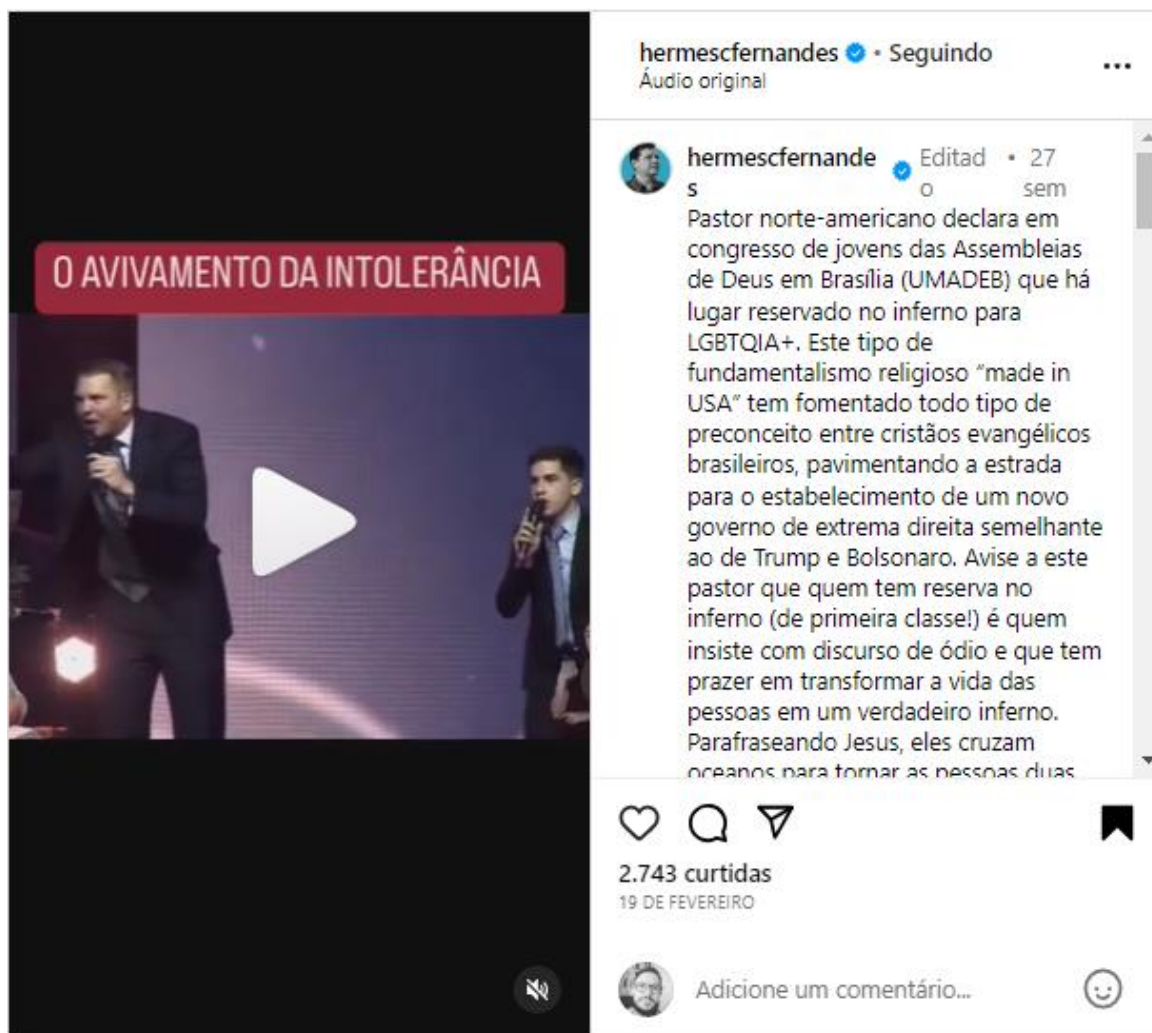 O AVIVAMENTO DA INTOLERÂNCIA
hermescfernandes • Seguindo
Áudio original
hermescfernande Editad • 27
s o sem
Pastor norte-americano declara em
congresso de jovens das Assembleias
de Deus em Brasília (UMADEB) que há
lugar reservado no inferno para
LGBTQIA+. Este tipo de
fundamentalismo religioso “made in
USA” tem fomentado todo tipo de
preconceito entre cristãos evangélicos
brasileiros, pavimentando a estrada
para o estabelecimento de um novo
governo de extrema direita semelhante
ao de Trump e Bolsonaro. Avise a este
pastor que quem tem reserva no
inferno (de primeira classe!) é quem
insiste com discurso de ódio e que tem
prazer em transformar a vida das
pessoas em um verdadeiro inferno.
Parafraseando Jesus, eles cruzam
oceanos para tornar as pessoas duas
2.743 curtidas
19 DE FEVEREIRO
Adicione um comentário...